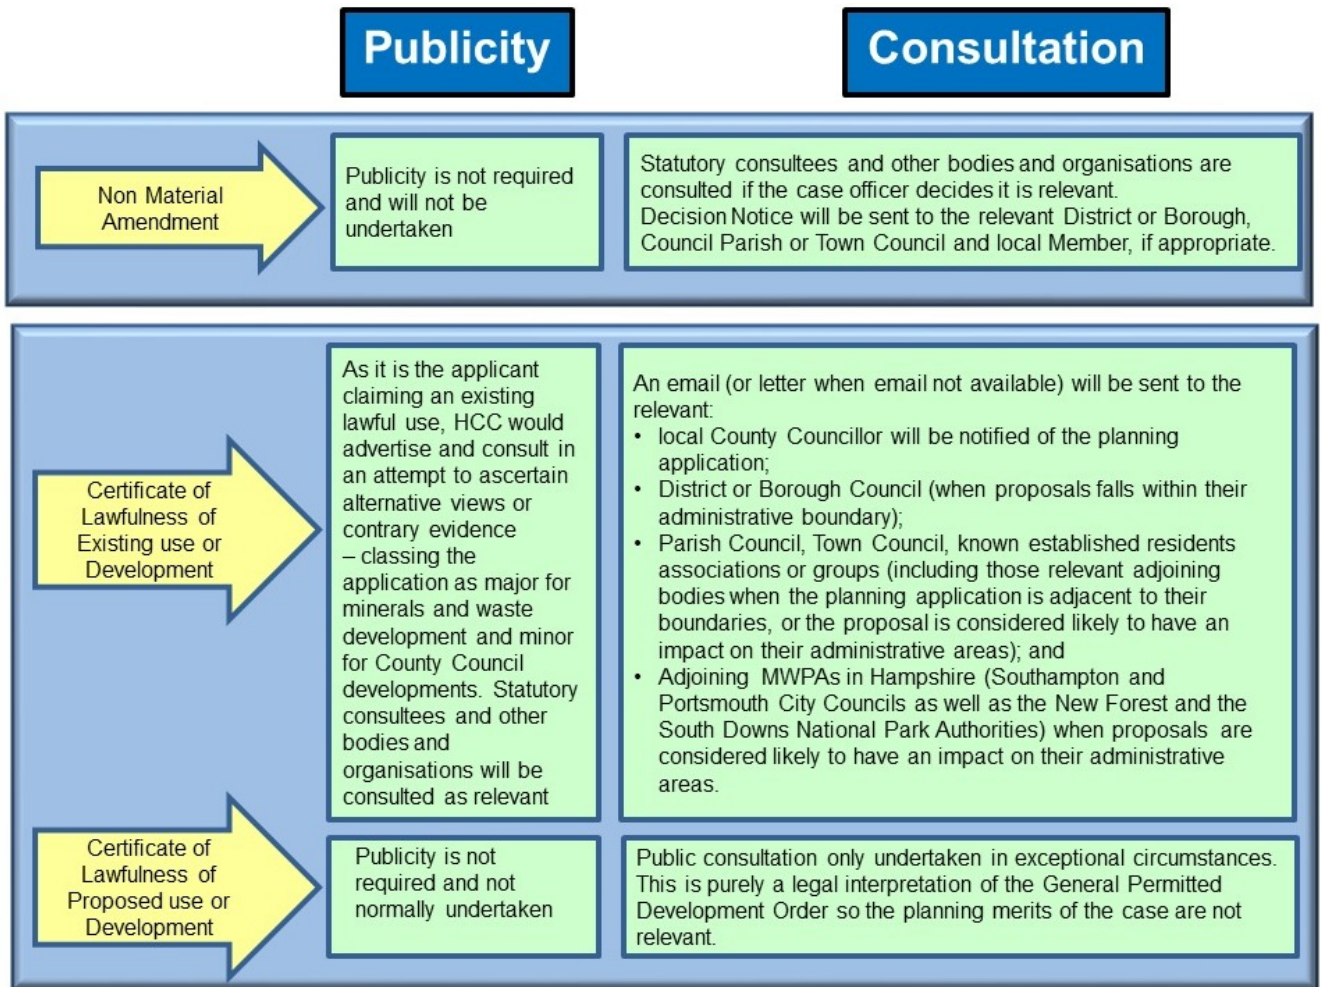 Publicity
Consultation
Non Material
Amendment
Publicity is not required
and will not be
undertaken
Statutory consultees and other bodies and organisations are
consulted if the case officer decides it is relevant.
Decision Notice will be sent to the relevant District or Borough,
Council Parish or Town Council and local Member, if appropriate.
Certificate of
Lawfulness of
Existing use or
Development
As it is the applicant
claiming an existing
lawful use, HCC would
advertise and consult in
an attempt to ascertain
alternative views or
contrary evidence
– classing the
application as major for
minerals and waste
development and minor
for County Council
developments. Statutory
consultees and other
bodies and
organisations will be
consulted as relevant
An email (or letter when email not available) will be sent to the
relevant:
• local County Councillor will be notified of the planning
application;
• District or Borough Council (when proposals falls within their
administrative boundary);
• Parish Council, Town Council, known established residents
associations or groups (including those relevant adjoining
bodies when the planning application is adjacent to their
boundaries, or the proposal is considered likely to have an
impact on their administrative areas); and
• Adjoining MWPAs in Hampshire (Southampton and
Portsmouth City Councils as well as the New Forest and the
South Downs National Park Authorities) when proposals are
considered likely to have an impact on their administrative
areas.
Certificate of
Lawfulness of
Proposed use or
Development
Publicity is not
required and not
normally undertaken
Public consultation only undertaken in exceptional circumstances.
This is purely a legal interpretation of the General Permitted
Development Order so the planning merits of the case are not
relevant.